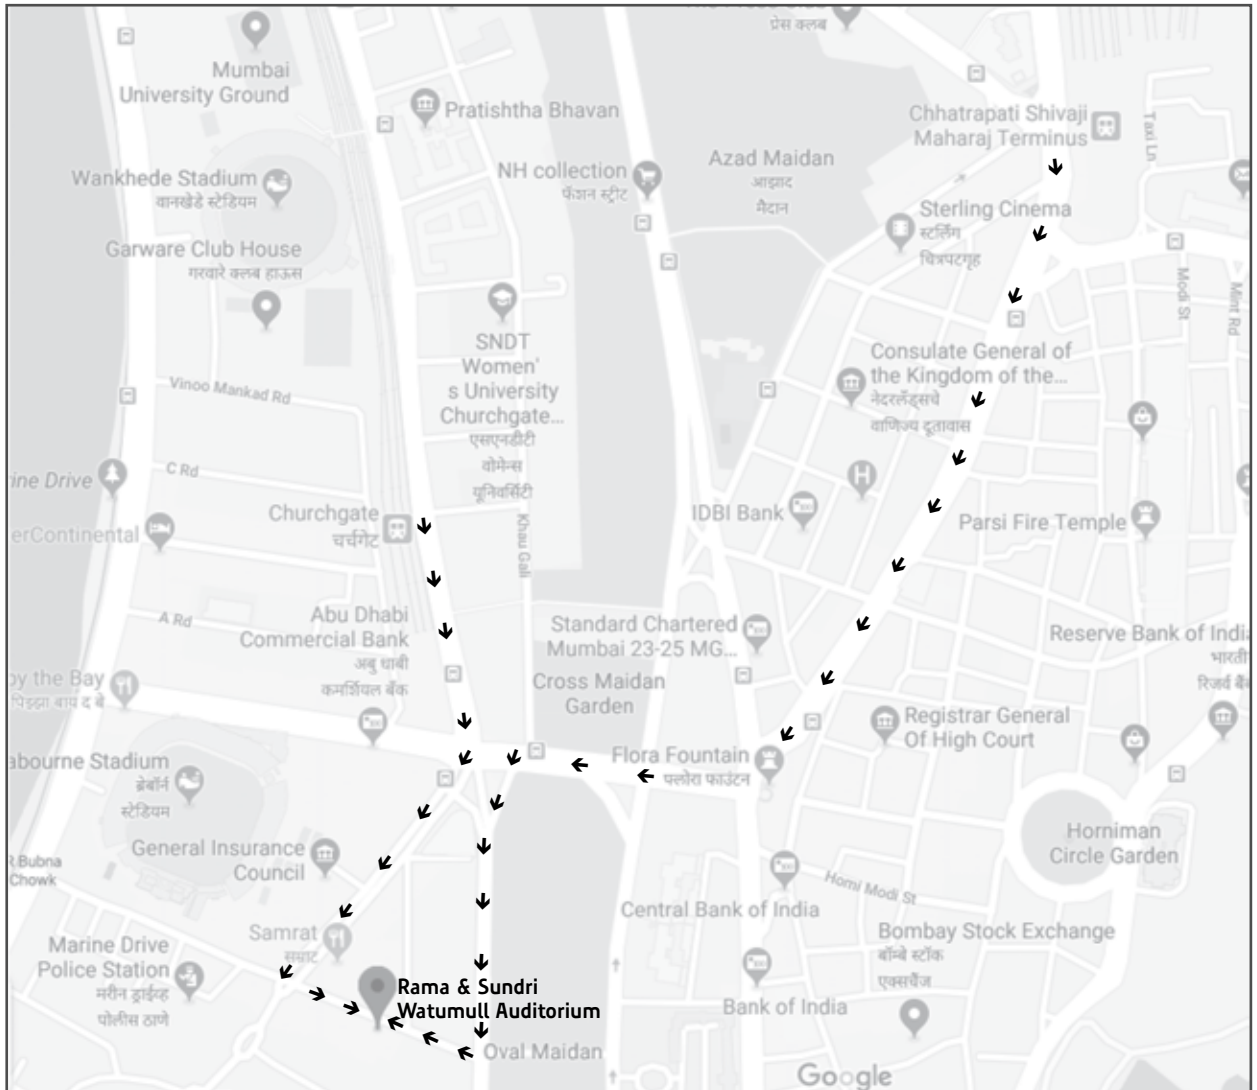 प्रेस क्लब
Mumbai
University Ground
Pratishtha Bhavan
Chhatrapati Shivaji
Maharaj Terminus
Taxi Ln
NH collection
फॅशन स्ट्रीट
Azad Maidan
आझाद
मैदान
Wankhede Stadium
वानखेडे स्टेडियम
Sterling Cinema
स्टर्लिंग
चित्रपटगृह
Garware Club House
गरवारे क्लब हाऊस
Modi St
Mint Rd
SNDT
Women'
s University
Churchgate...
एसएनडीटी
वोमेन्स
यूनिवर्सिटी
Consulate General of
the Kingdom of the...
नेदरलँड्सचे
वाणिज्य दूतावास
Vinoo Mankad Rd
C Rd
ine Drive
Churchgate
चर्चगेट
Khau Gali
IDBI Bank
H
Parsi Fire Temple
erContinental
A Rd
Abu Dhabi
Commercial Bank
अबु धाबी
कमर्शियल बँक
Standard Chartered
Mumbai 23-25 MG...
Reserve Bank of India
भारती
रिजर्व बँ
by the Bay
पिझ्झा बाय द बे
Cross Maidan
Garden
Registrar General
Of High Court
Flora Fountain
फ्लोरा फाउंटन
abourne Stadium
ब्रेबॉर्न
स्टेडियम
General Insurance
Council
Horniman
Circle Garden
Bubna
Chowk
Homi Modi St
Central Bank of India
Samrat
सम्राट
Bombay Stock Exchange
बॉम्बे स्टॉक
एक्सचेंज
Marine Drive
Police Station
मरीन ड्राईव्ह
पोलीस ठाणे
Rama & Sundri
Watumull Auditorium
Bank of India
Oval Maidan
Google